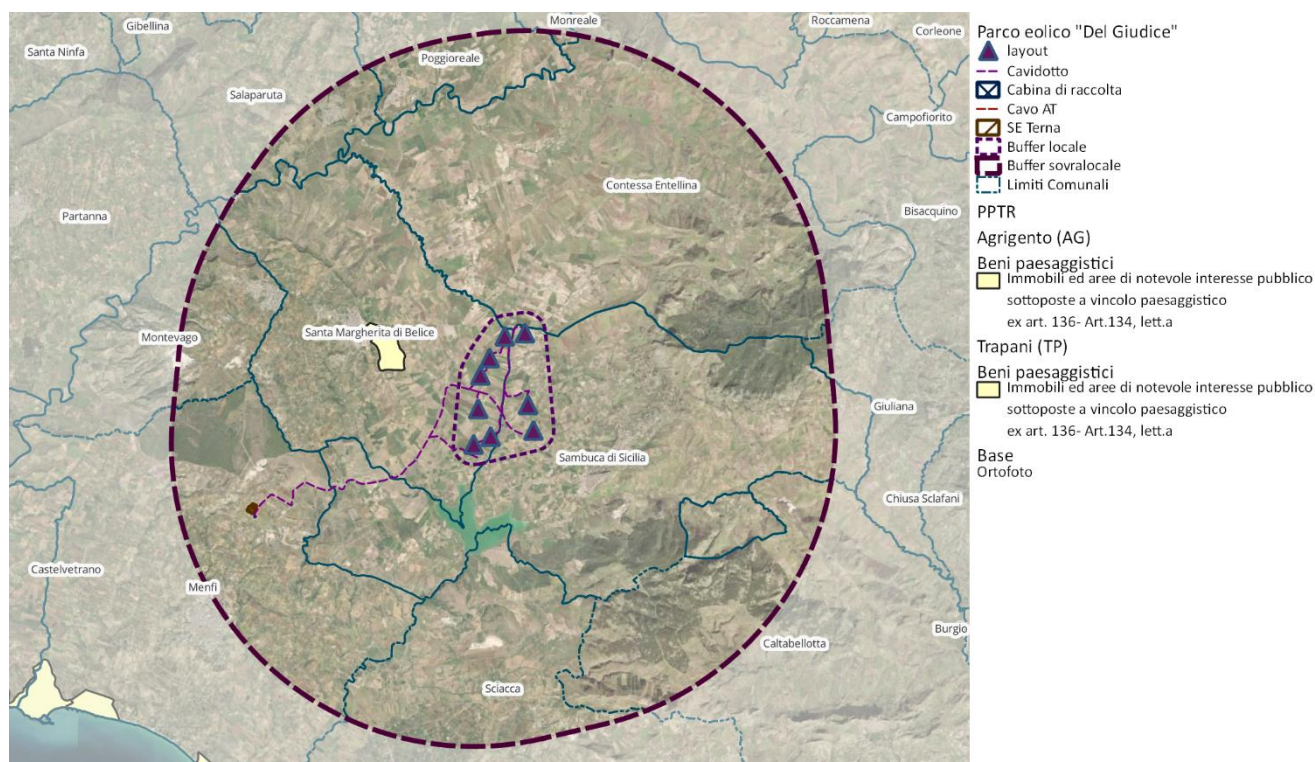 Gibellina
Monreale
Roccamena
Corleone
Santa Ninfa
Poggioreale
Salaparuta
Campofiorito
Contessa Entellina
Partanna
Bisacquino
Montevago
Santa Margherita di Belice
Giuliana
Sambuca di Sicilia
Chiusa Sclafani
Castelvetrano
Menfi
Burgio
Caltabellotta
Sciacca
Parco eolico "Del Giudice"
layout
Cavidotto
Cabina di raccolta
Cavo AT
SE Terna
Buffer locale
Buffer sovralocale
Limiti Comunali
PPTR
Agrigento (AG)
Beni paesaggistici
Immobili ed aree di notevole interesse pubblico
sottoposte a vincolo paesaggistico
ex art. 136- Art.134, lett.a
Trapani (TP)
Beni paesaggistici
Immobili ed aree di notevole interesse pubblico
sottoposte a vincolo paesaggistico
ex art. 136- Art.134, lett.a
Base
Ortofoto